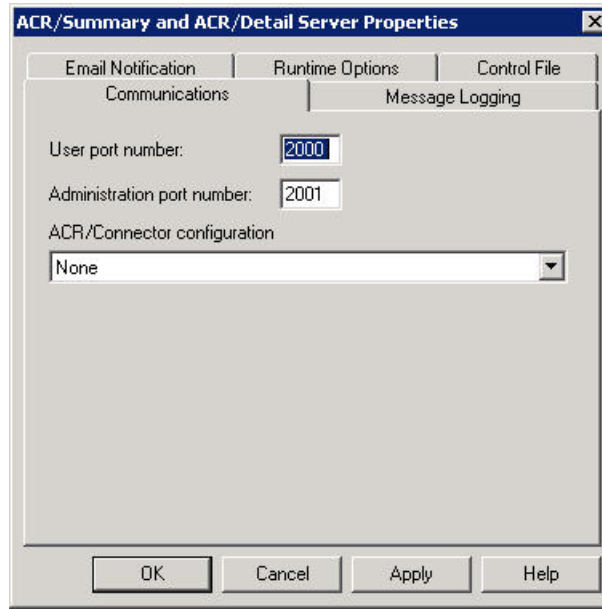 ACR/Summary and ACR/Detail Server Properties
Email Notification Runtime Options Control File
Communications Message Logging
User port number: 2000
Administration port number: 2001
ACR/Connector configuration
None
OK Cancel Apply Help